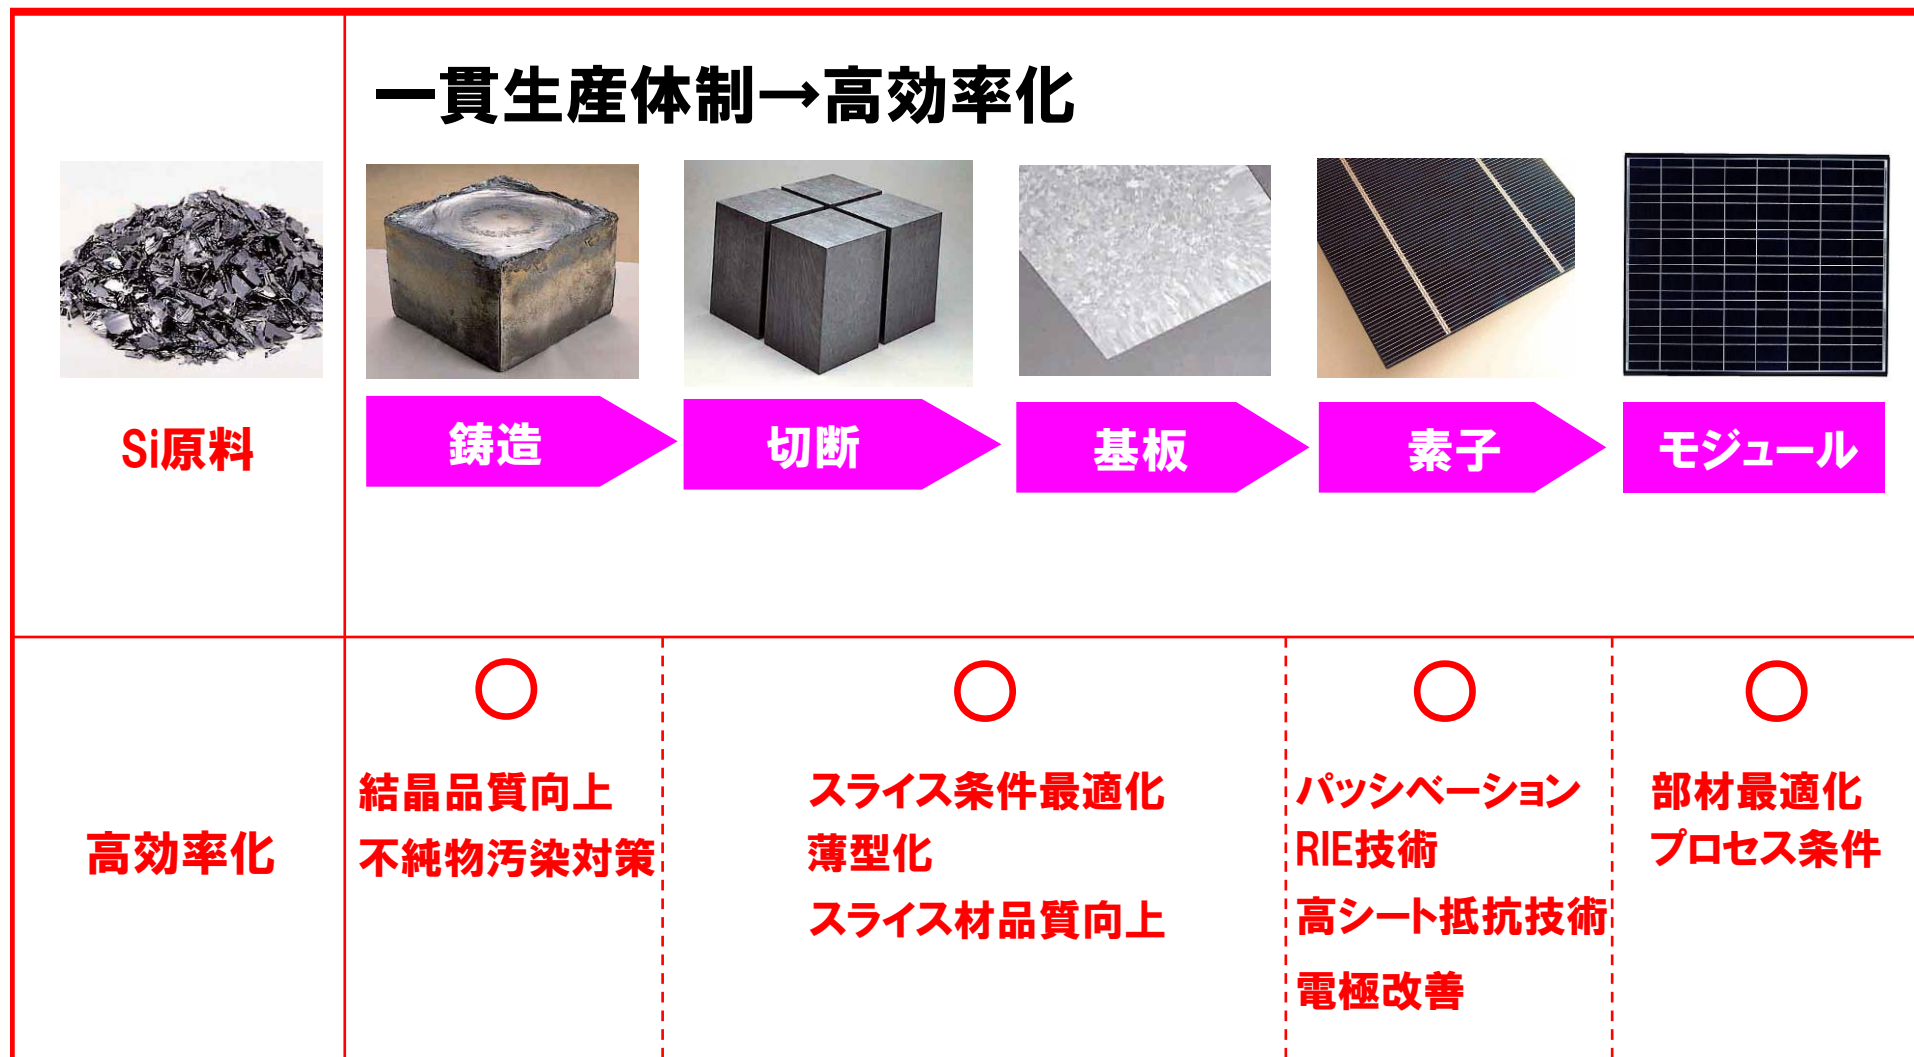 一貫生産体制→高効率化
Si原料
鋳造
切断
基板
素子
モジュール
高効率化
結晶品質向上
不純物汚染対策
スライス条件最適化
薄型化
スライス材品質向上
パッシベーション
RIE技術
高シート抵抗技術
電極改善
部材最適化
プロセス条件